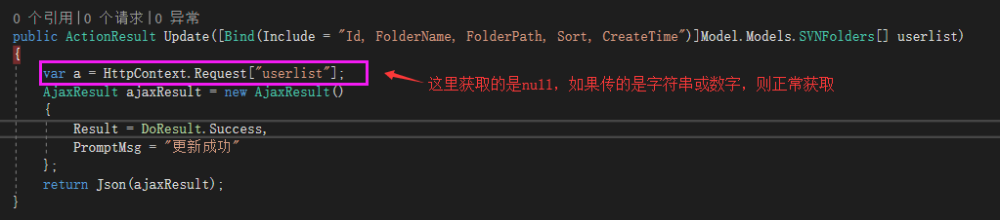 0 个引用|0 个请求|0 异常
public ActionResult Update([Bind(Include = "Id, FolderName, FolderPath, Sort, CreateTime")]Model.Models.SVNFolders[] userlist)
{
var a = HttpContext.Request["userlist"];
这里获取的是null，如果传的是字符串或数字，则正常获取
AjaxResult ajaxResult = new AjaxResult()
{
Result = DoResult.Success,
PromptMsg = "更新成功"
};
return Json(ajaxResult);
}